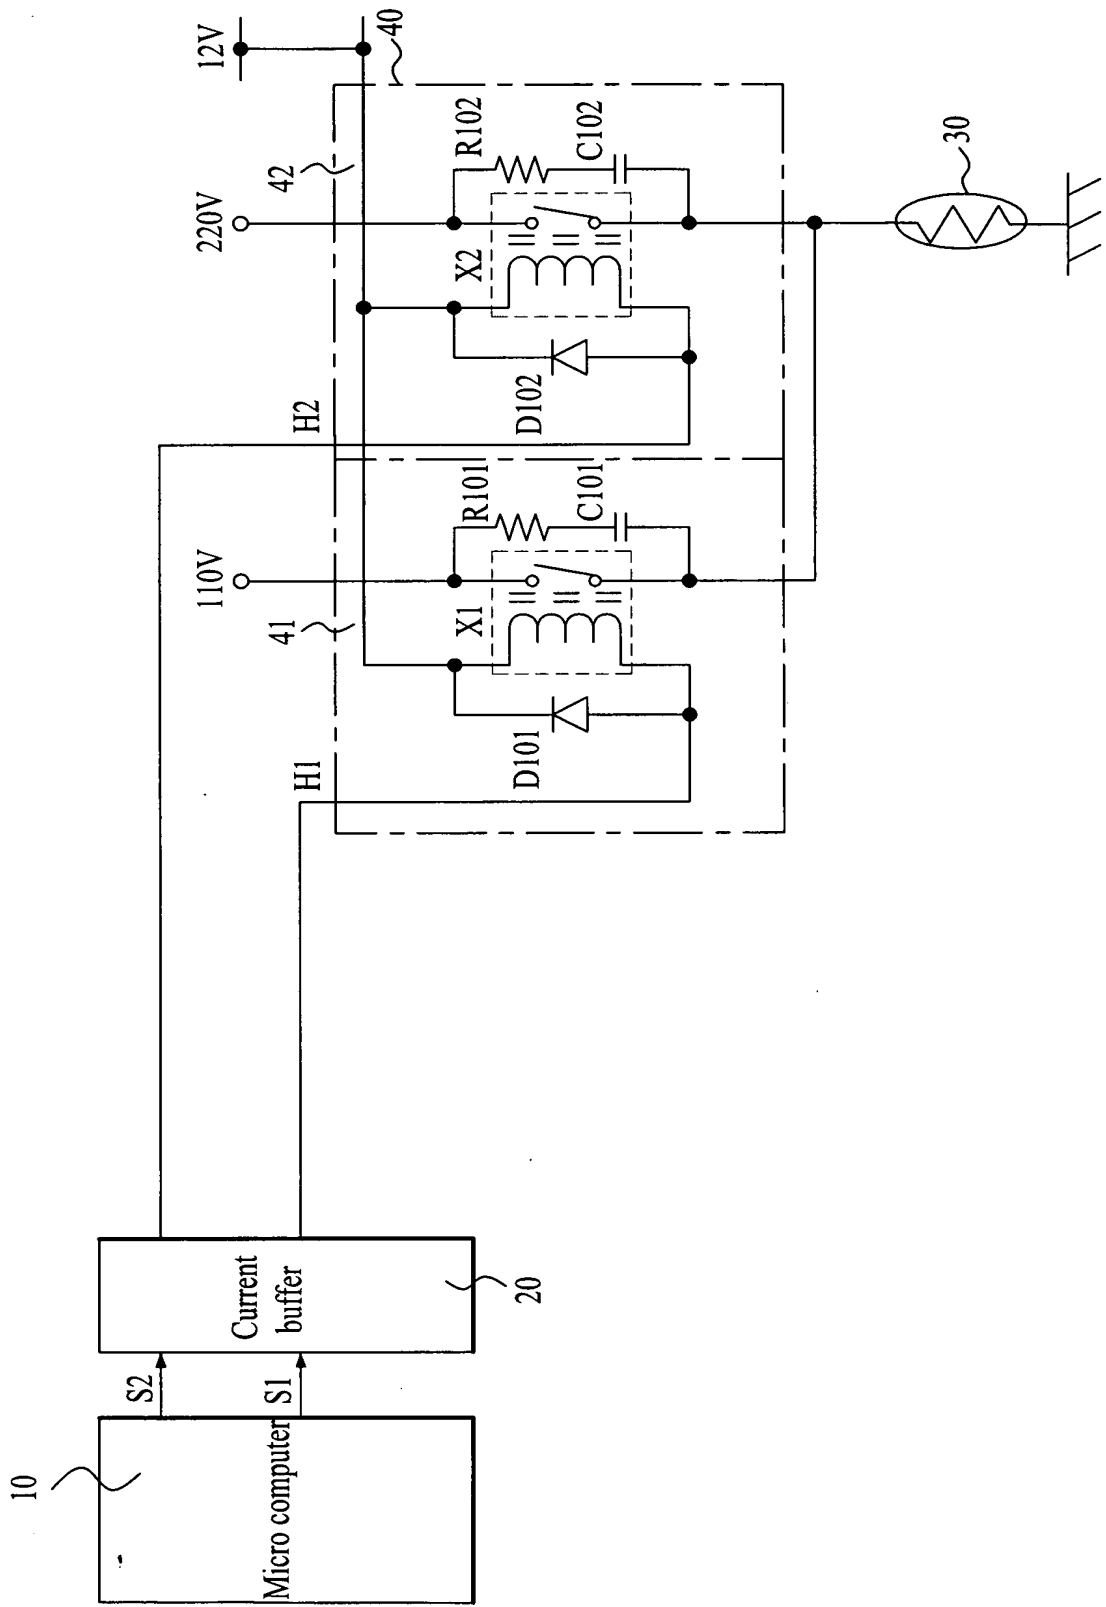 10
Micro computer
S2
S1
Current
buffer
20
H1
H2
41
42
110V
220V
12V
40
X1
R101
C101
D101
X2
R102
C102
D102
30